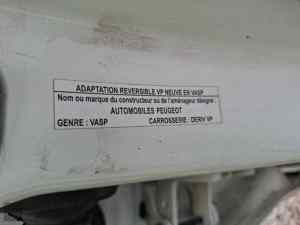 ADAPTATION REVERSIBLE VP NEUVE EN VASP
Nom ou marque du constructeur ou de l'aménageur désigné :
AUTOMOBILES PEUGEOT
GENRE : VASP CARROSSERIE : DERIV VP